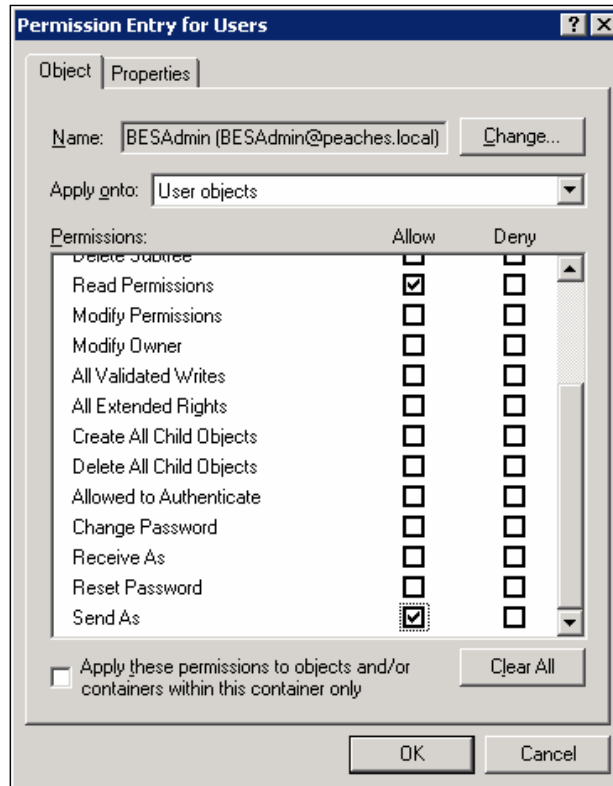 Permission Entry for Users
Object Properties
Name: BESAdmin (BESAdmin@peaches.local) Change...
Apply onto: User objects
Permissions: Allow Deny
Delete Subtree
Read Permissions
Modify Permissions
Modify Owner
All Validated Writes
All Extended Rights
Create All Child Objects
Delete All Child Objects
Allowed to Authenticate
Change Password
Receive As
Reset Password
Send As
Apply these permissions to objects and/or
containers within this container only
Clear All
OK Cancel